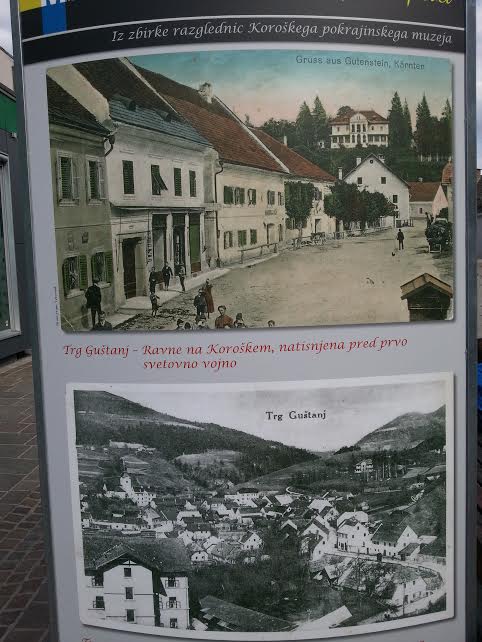 Iz zbirke razglednic Koroškega pokrajinskega muzeja
Gruss aus Gutenstein, Kärnten
Trg Guštanj – Ravne na Koroškem, natisnjena pred prvo
svetovno vojno
Trg Guštanj